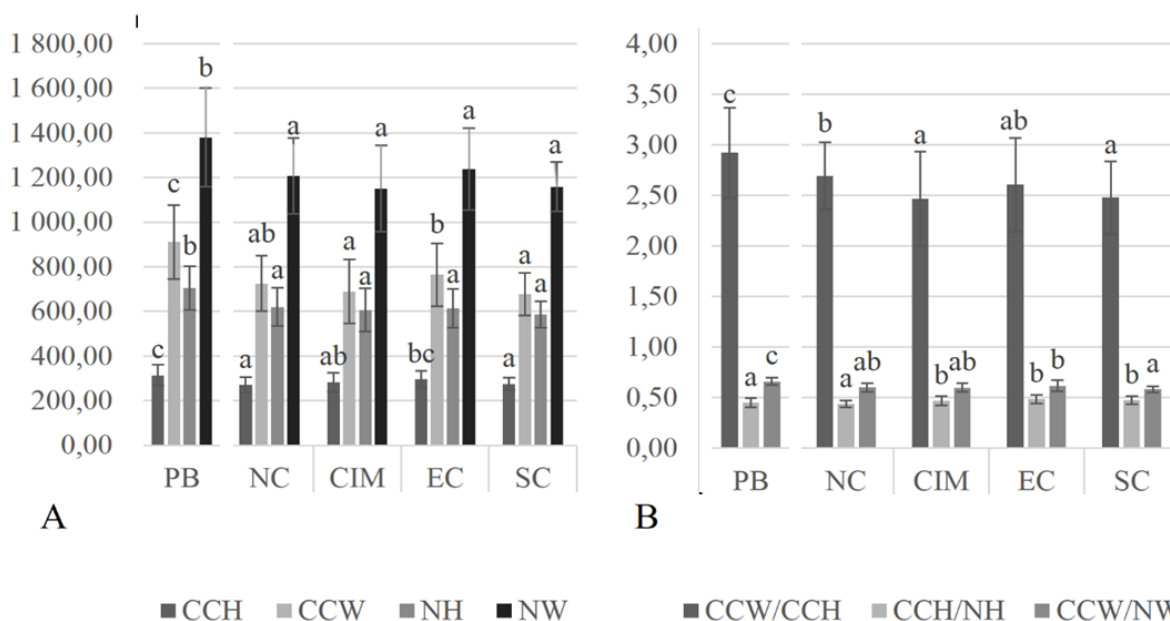 1 800,00
1 600,00
1 400,00
1 200,00
1 000,00
800,00
600,00
400,00
200,00
0,00
c c b b
a ab a a
ab a a a
bc b a a
a a a a
PB NC CIM EC SC
A
CCH CCW NH NW
4,00
3,50
3,00
2,50
2,00
1,50
1,00
0,50
0,00
c a c
b a ab
a b ab
ab b b
a b a
PB NC CIM EC SC
B
CCW/CCH CCH/NH CCW/NW